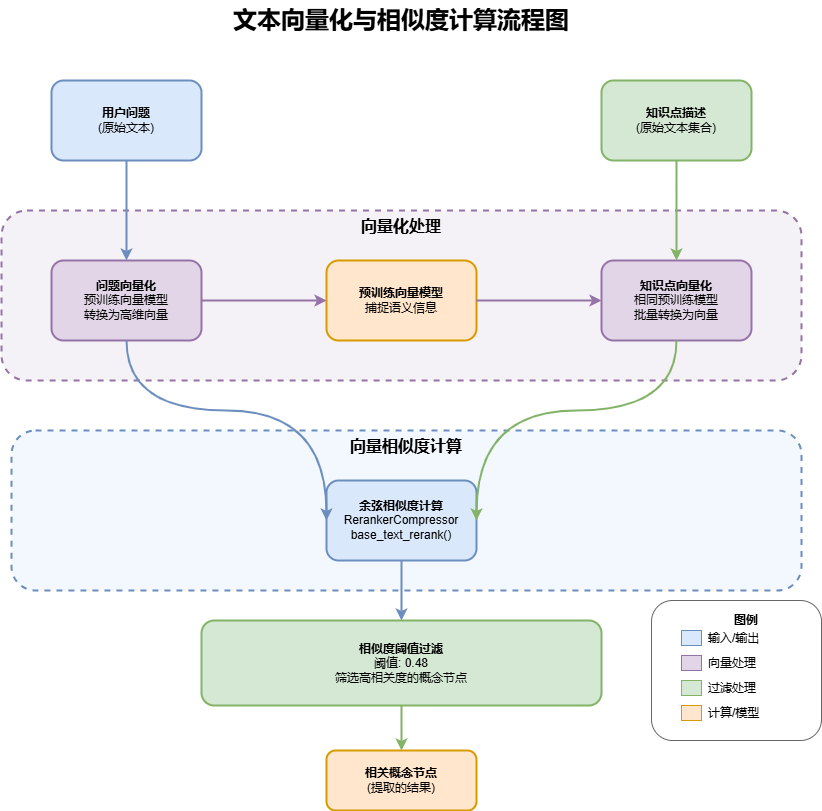 文本向量化与相似度计算流程图
用户问题
(原始文本)
知识点描述
(原始文本集合)
向量化处理
问题向量化
预训练向量模型
转换为高维向量
预训练向量模型
捕捉语义信息
知识点向量化
相同预训练模型
批量转换为向量
向量相似度计算
余弦相似度计算
RerankerCompressor
base_text_rerank()
相似度阈值过滤
阈值: 0.48
筛选高相关度的概念节点
相关概念节点
(提取的结果)
图例
输入/输出
向量处理
过滤处理
计算/模型